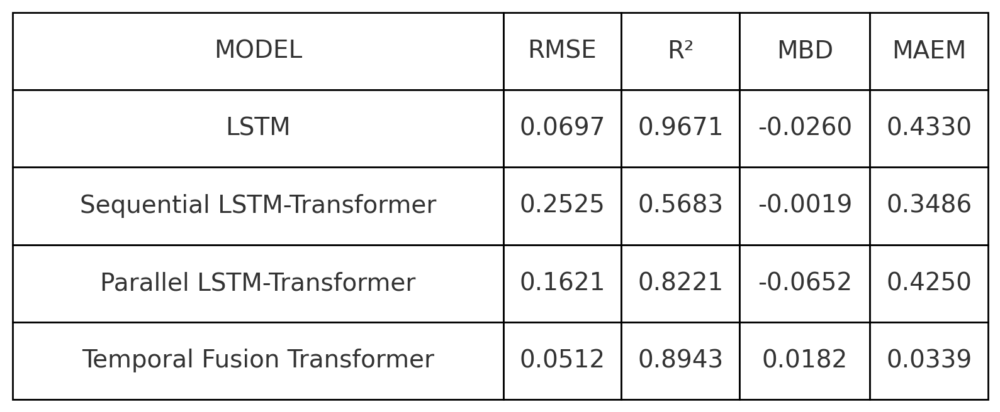 MODEL RMSE R² MBD MAEM
LSTM 0.0697 0.9671 -0.0260 0.4330
Sequential LSTM-Transformer 0.2525 0.5683 -0.0019 0.3486
Parallel LSTM-Transformer 0.1621 0.8221 -0.0652 0.4250
Temporal Fusion Transformer 0.0512 0.8943 0.0182 0.0339